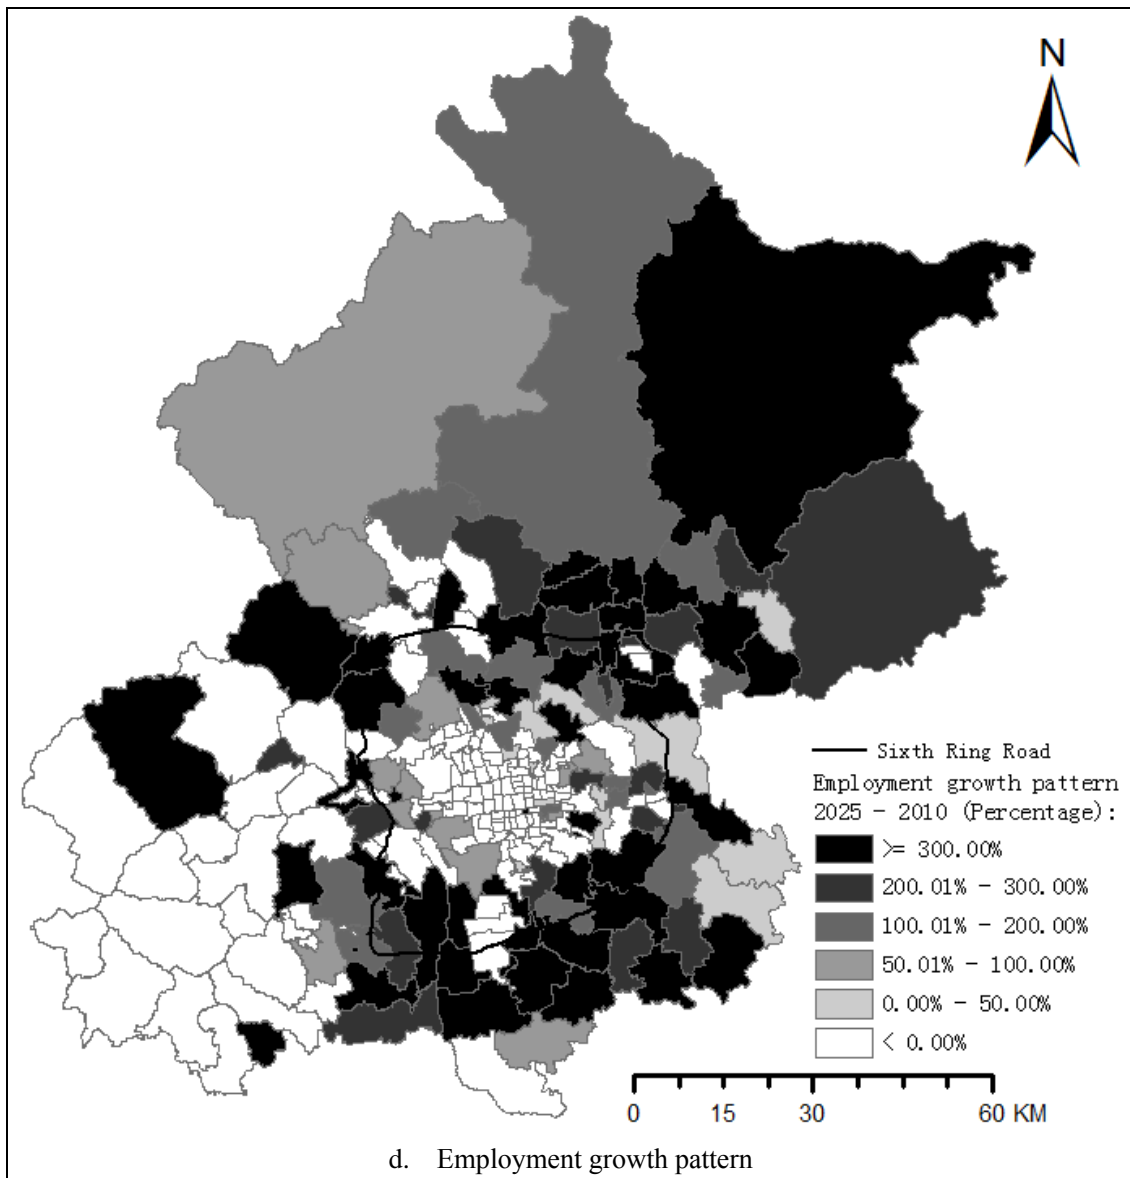 N
Sixth Ring Road
Employment growth pattern
2025 - 2010 (Percentage):
>= 300.00%
200.01% - 300.00%
100.01% - 200.00%
50.01% - 100.00%
0.00% - 50.00%
< 0.00%
0 15 30 60 KM
d. Employment growth pattern